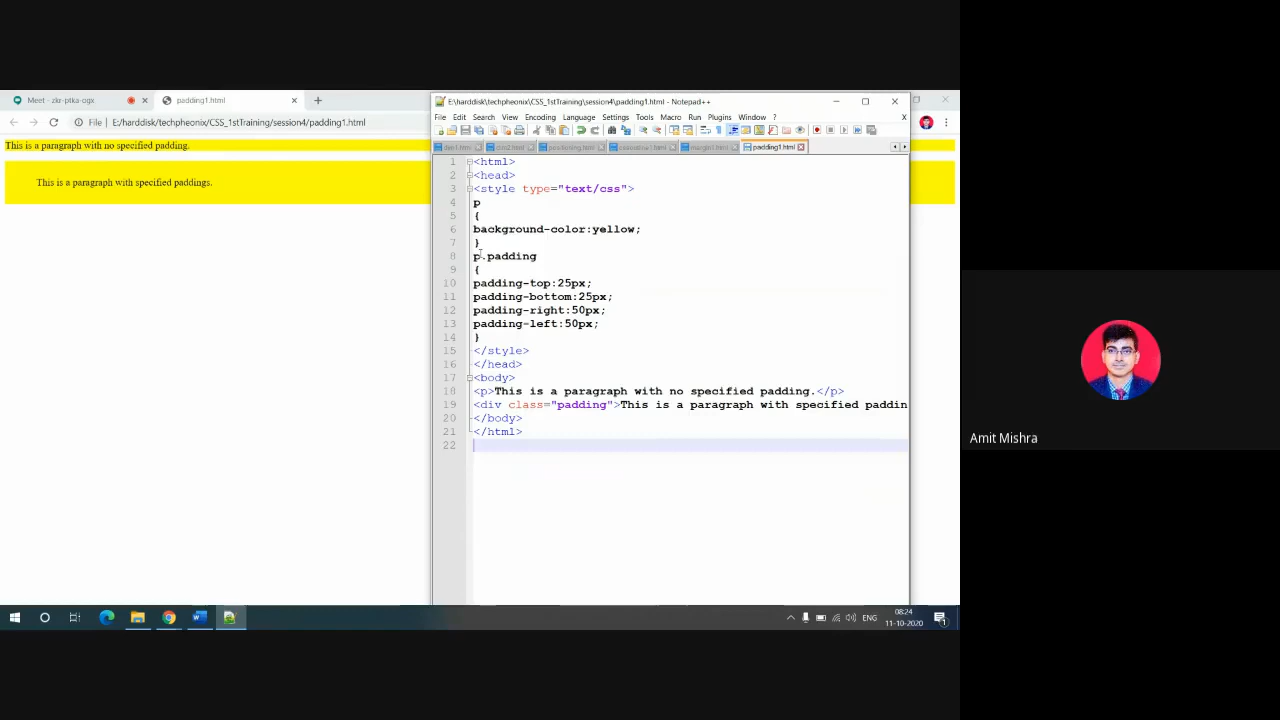 Meet - zkr-ptka-ogx
padding1.html
File | E:/harddisk/techpheonix/CSS_1stTraining/session4/padding1.html
This is a paragraph with no specified padding.
This is a paragraph with specified paddings.
E:\harddisk\techpheonix\CSS_1stTraining\session4\padding1.html - Notepad++
File Edit Search View Encoding Language Settings Tools Macro Run Plugins Window ? X
margin1.html padding1.html
1 <html>
2 <head>
3 <style type="text/css">
4 p
5 {
6 background-color:yellow;
7 }
8 p.padding
9 {
10 padding-top:25px;
11 padding-bottom:25px;
12 padding-right:50px;
13 padding-left:50px;
14 }
15 </style>
16 </head>
17 <body>
18 <p>This is a paragraph with no specified padding.</p>
19 <div class="padding">This is a paragraph with specified paddin
20 </body>
21 </html>
22
Amit Mishra
ENG
08:24
11-10-2020